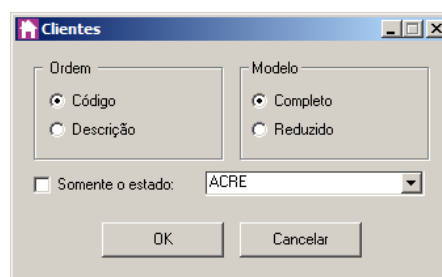 Clientes
Ordem
Modelo
Código
Completo
Descrição
Reduzido
Somente o estado: ACRE
OK Cancelar